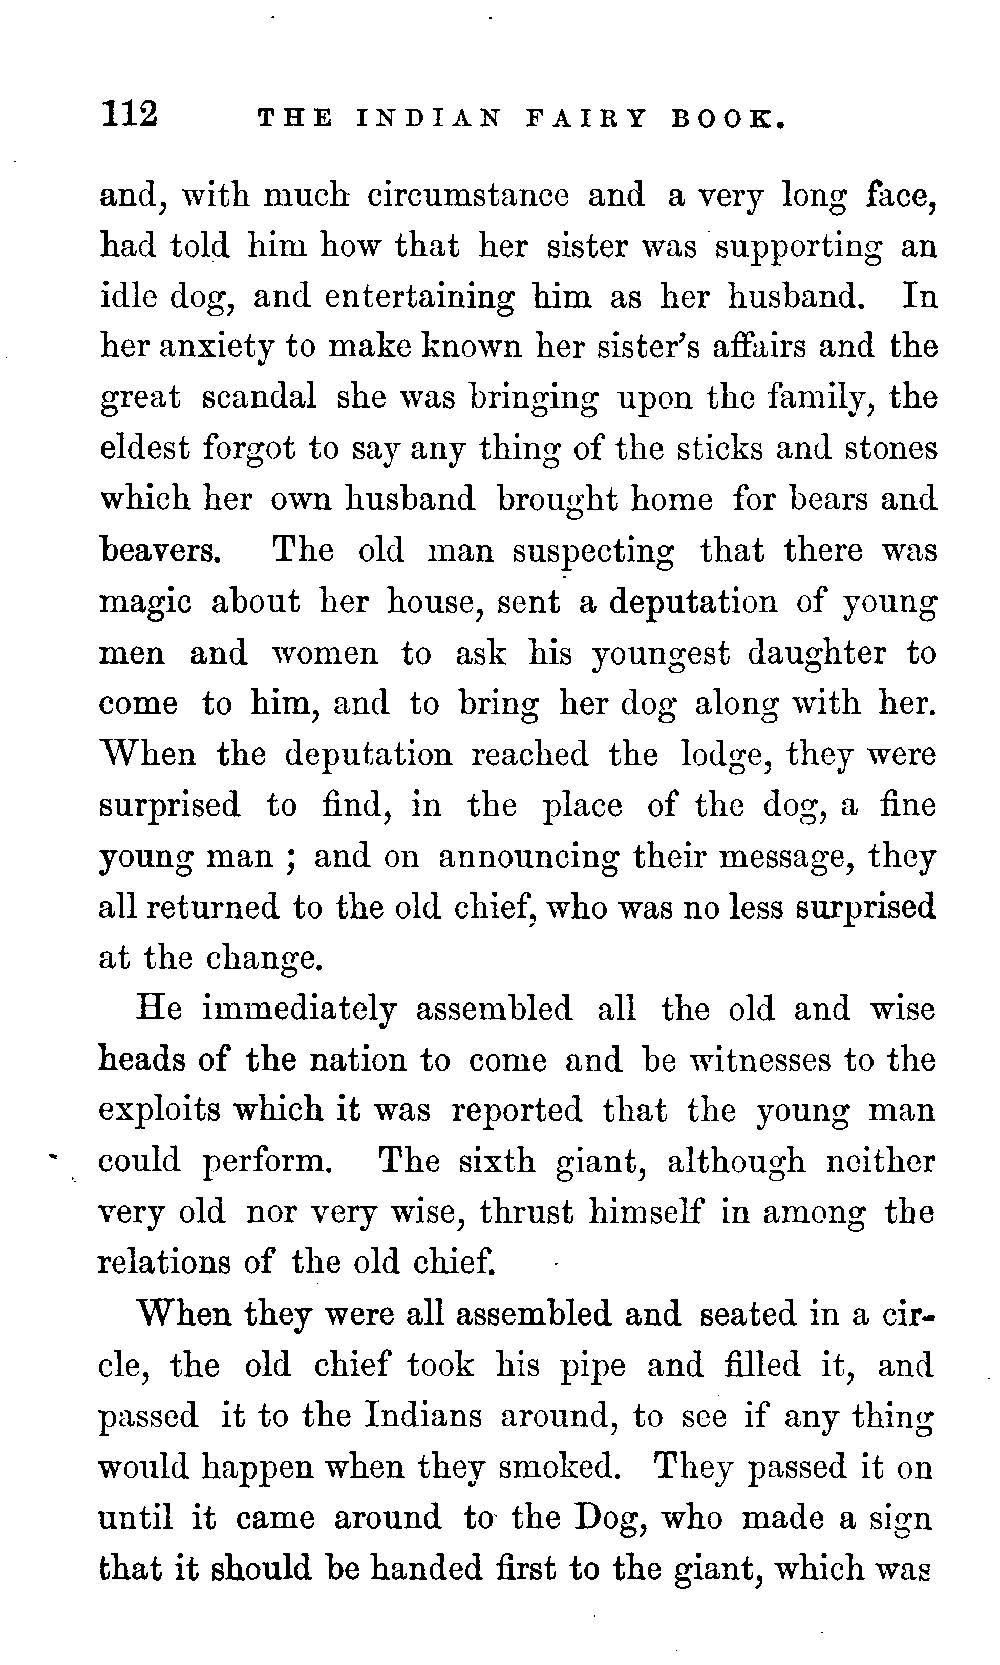 112 THE INDIAN FAIRY BOOK.
and, with much circumstance and a very long face,
had told him how that her sister was supporting an
idle dog, and entertaining him as her husband. In
her anxiety to make known her sister's affairs and the
great scandal she was bringing upon the family, the
eldest forgot to say any thing of the sticks and stones
which her own husband brought home for bears and
beavers. The old man suspecting that there was
magic about her house, sent a deputation of young
men and women to ask his youngest daughter to
come to him, and to bring her dog along with her.
When the deputation reached the lodge, they were
surprised to find, in the place of the dog, a fine
young man ; and on announcing their message, they
all returned to the old chief, who was no less surprised
at the change.
He immediately assembled all the old and wise
heads of the nation to come and be witnesses to the
exploits which it was reported that the young man
could perform. The sixth giant, although neither
very old nor very wise, thrust himself in among the
relations of the old chief.
When they were all assembled and seated in a cir-
cle, the old chief took his pipe and filled it, and
passed it to the Indians around, to see if any thing
would happen when they smoked. They passed it on
until it came around to the Dog, who made a sign
that it should be handed first to the giant, which was